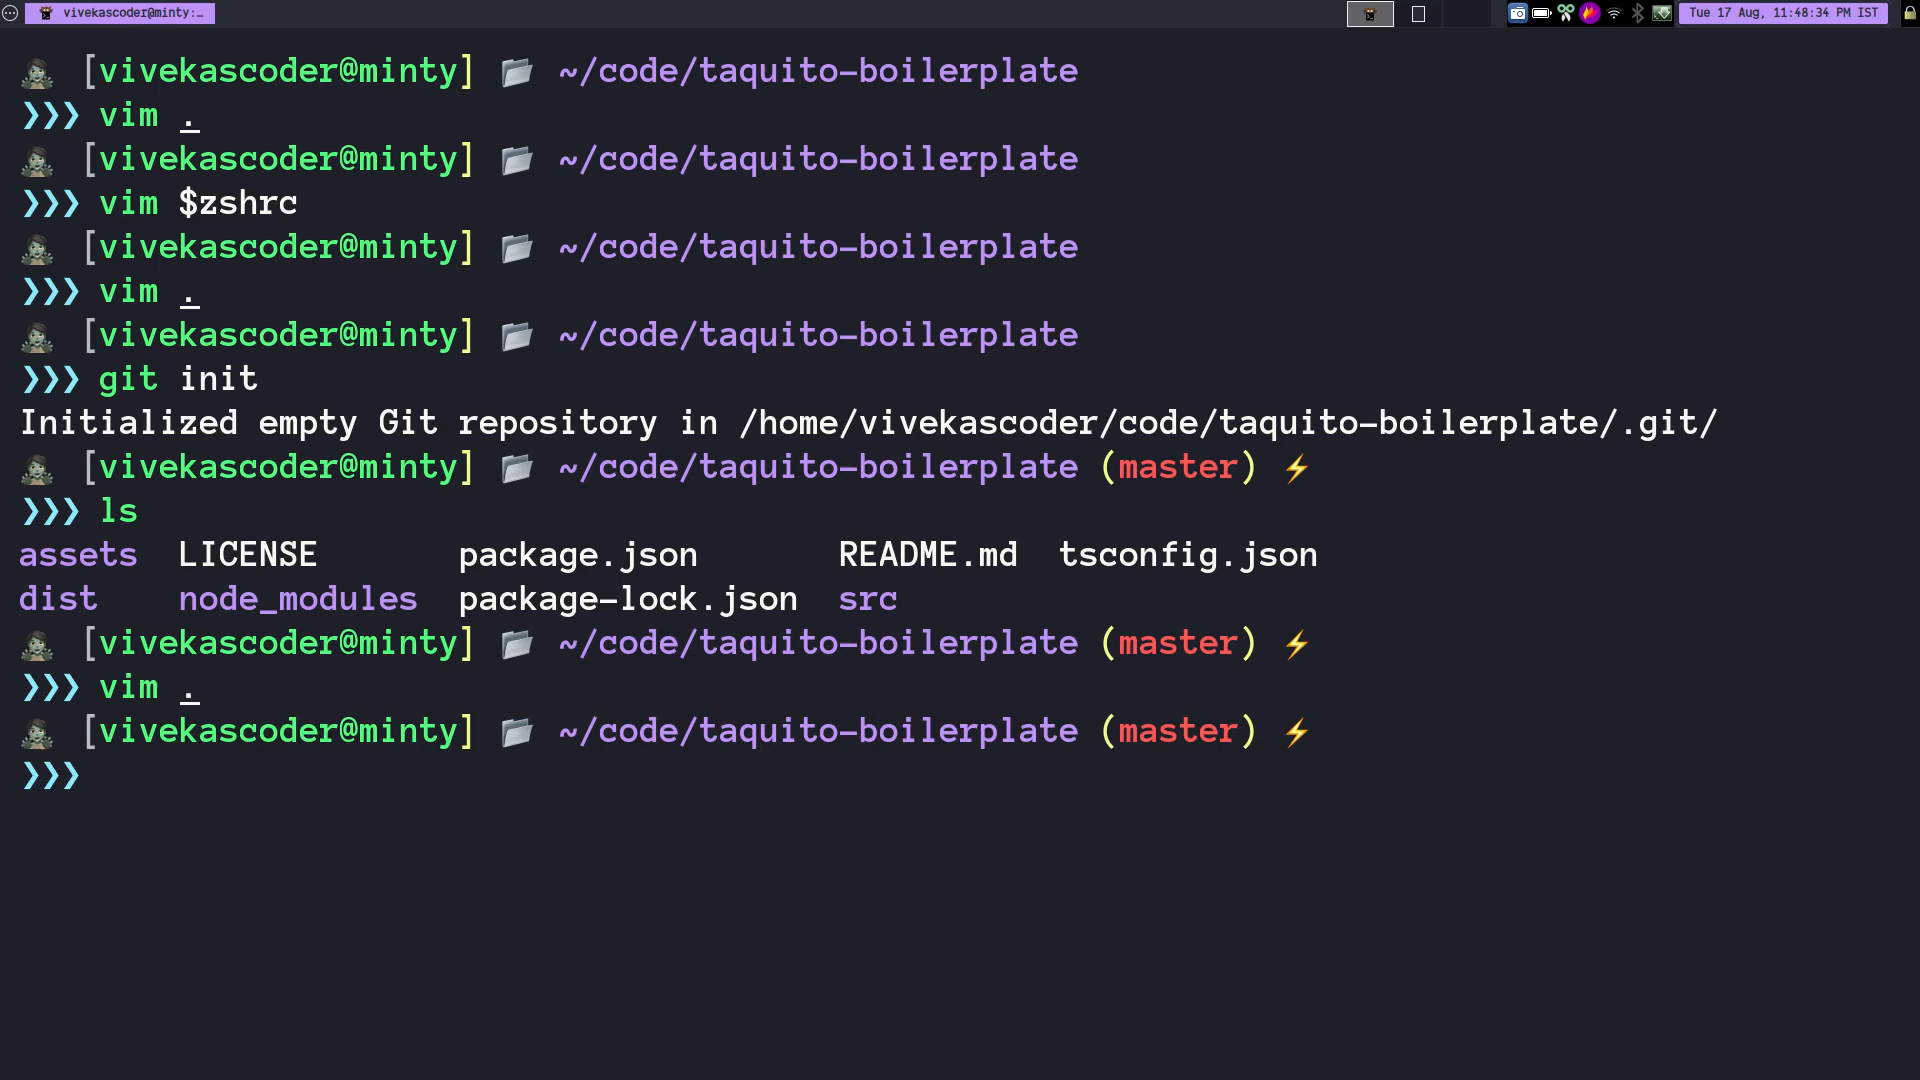 vivekascoder@minty:…
Tue 17 Aug, 11:48:34 PM IST
[vivekascoder@minty] ~/code/taquito-boilerplate
❯❯❯ vim .
[vivekascoder@minty] ~/code/taquito-boilerplate
❯❯❯ vim $zshrc
[vivekascoder@minty] ~/code/taquito-boilerplate
❯❯❯ vim .
[vivekascoder@minty] ~/code/taquito-boilerplate
❯❯❯ git init
Initialized empty Git repository in /home/vivekascoder/code/taquito-boilerplate/.git/
[vivekascoder@minty] ~/code/taquito-boilerplate (master) ⚡
❯❯❯ ls
assets LICENSE package.json README.md tsconfig.json
dist node_modules package-lock.json src
[vivekascoder@minty] ~/code/taquito-boilerplate (master) ⚡
❯❯❯ vim .
[vivekascoder@minty] ~/code/taquito-boilerplate (master) ⚡
❯❯❯